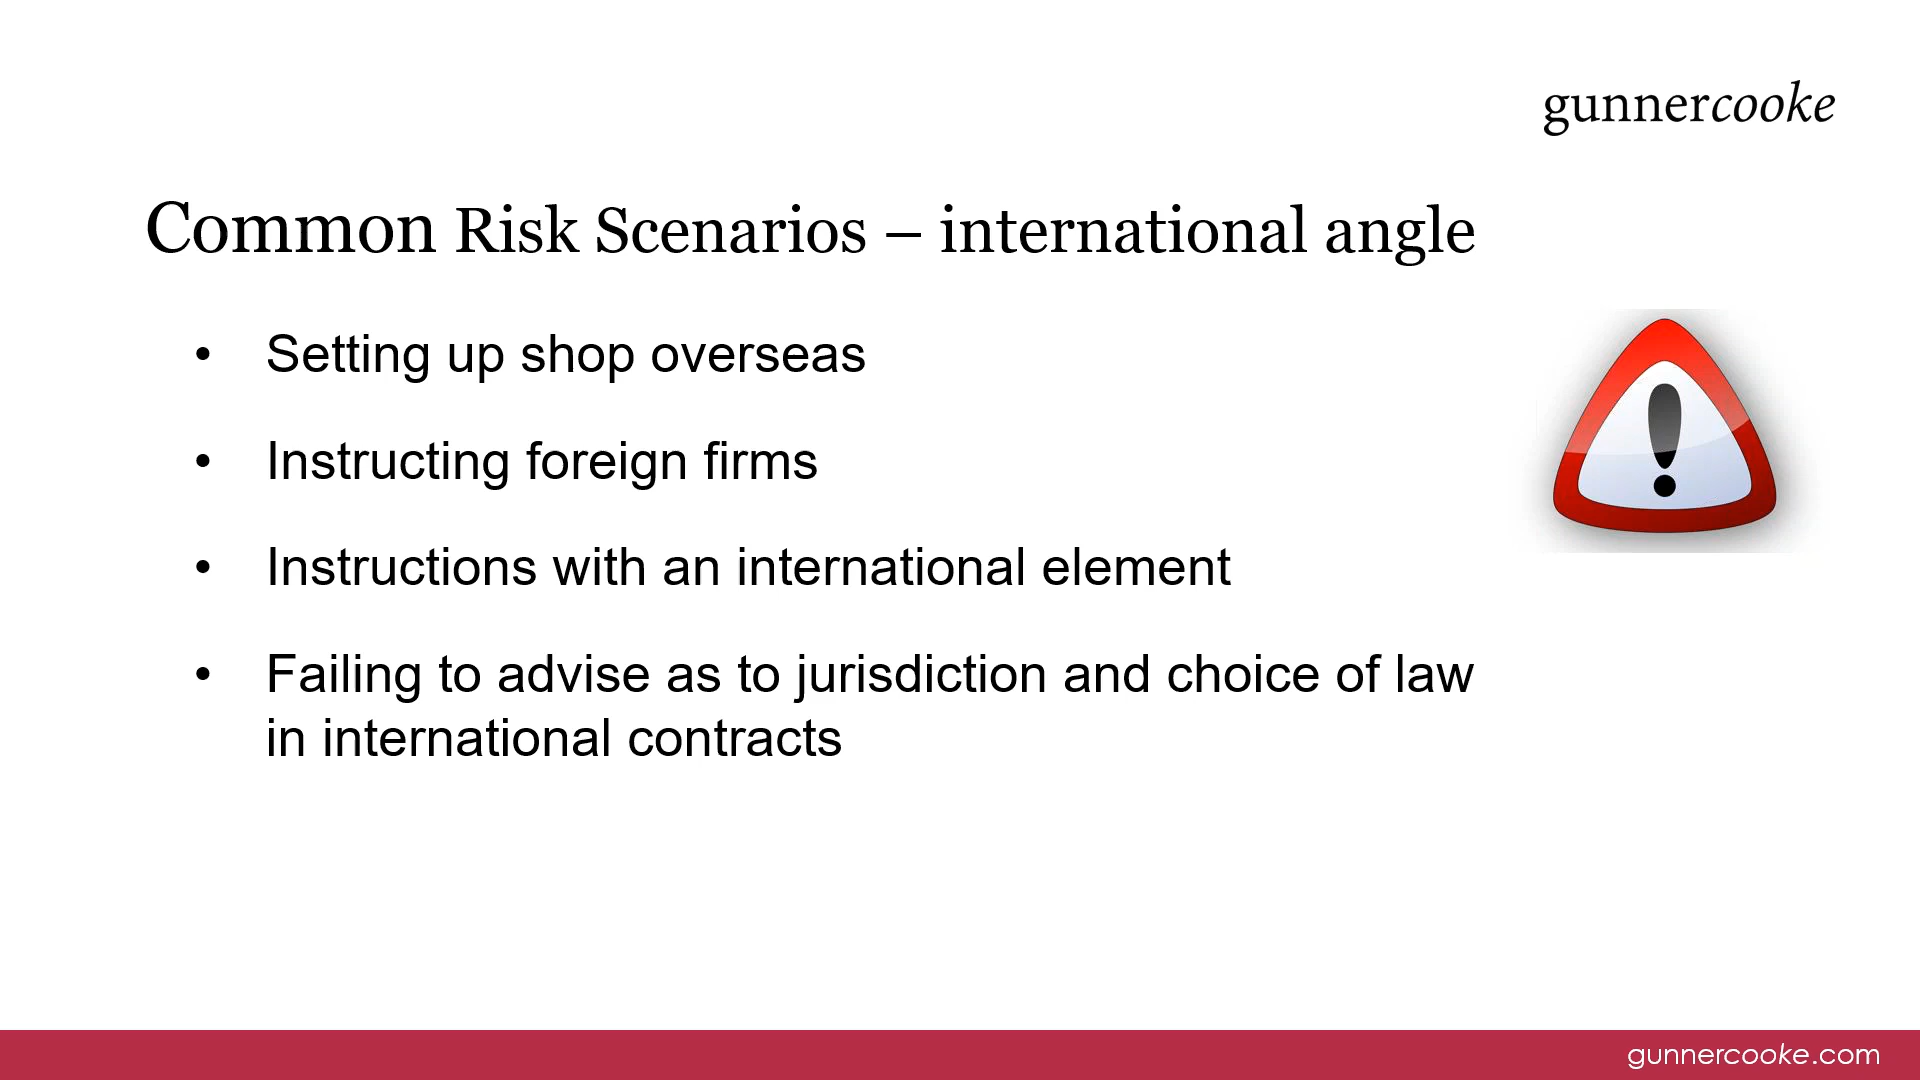 gunnercooke
Common Risk Scenarios – international angle
• Setting up shop overseas
• Instructing foreign firms
• Instructions with an international element
• Failing to advise as to jurisdiction and choice of law
in international contracts
gunnercooke.com